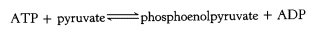 ATP + pyruvate ⇌ phosphoenolpyruvate + ADP